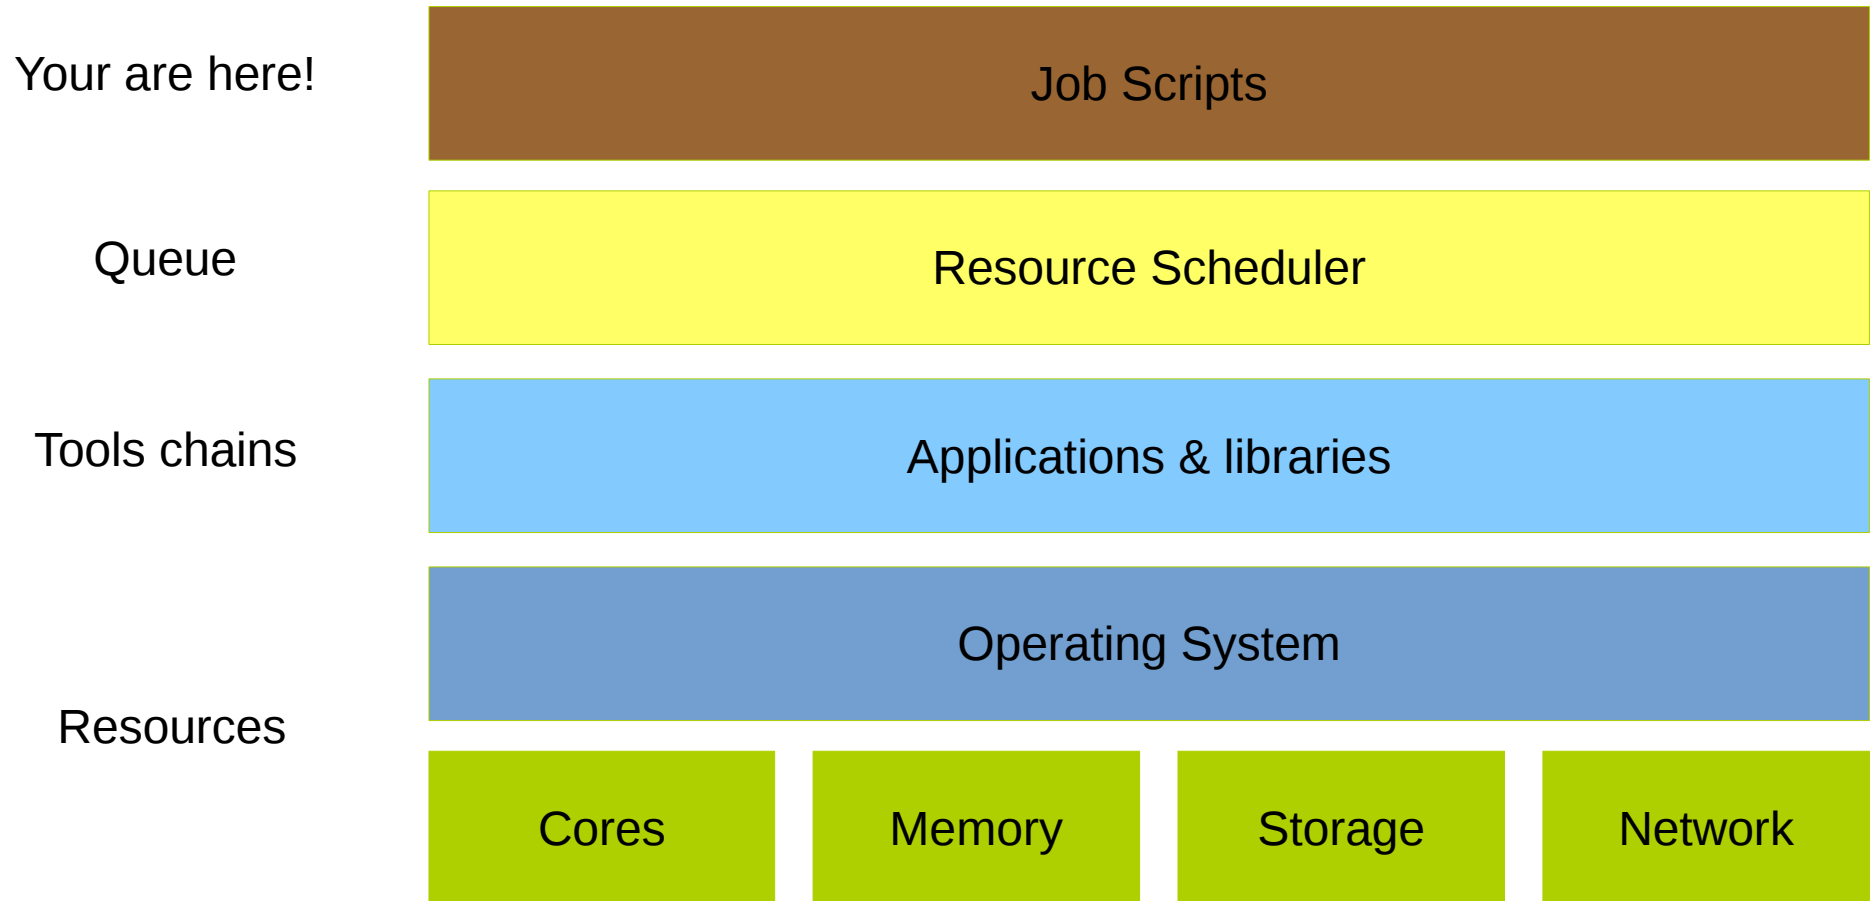 Your are here!
Job Scripts
Queue
Resource Scheduler
Tools chains
Applications & libraries
Operating System
Resources
Cores
Memory
Storage
Network